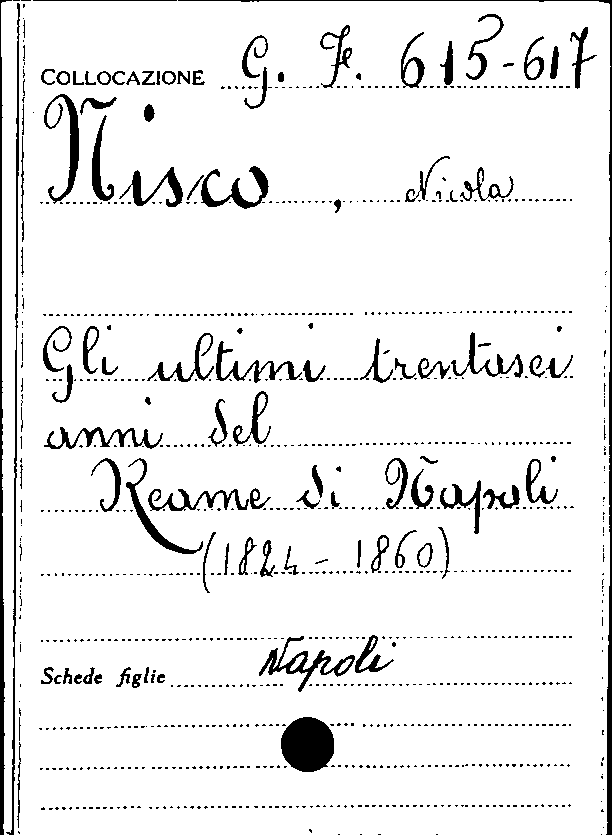 COLLOCAZIONE G. F. 615-617
Nisco, Nicola
Gli ultimi trentasei
anni del
Reame di Napoli
(1824 - 1860)
Schede figlie Napoli